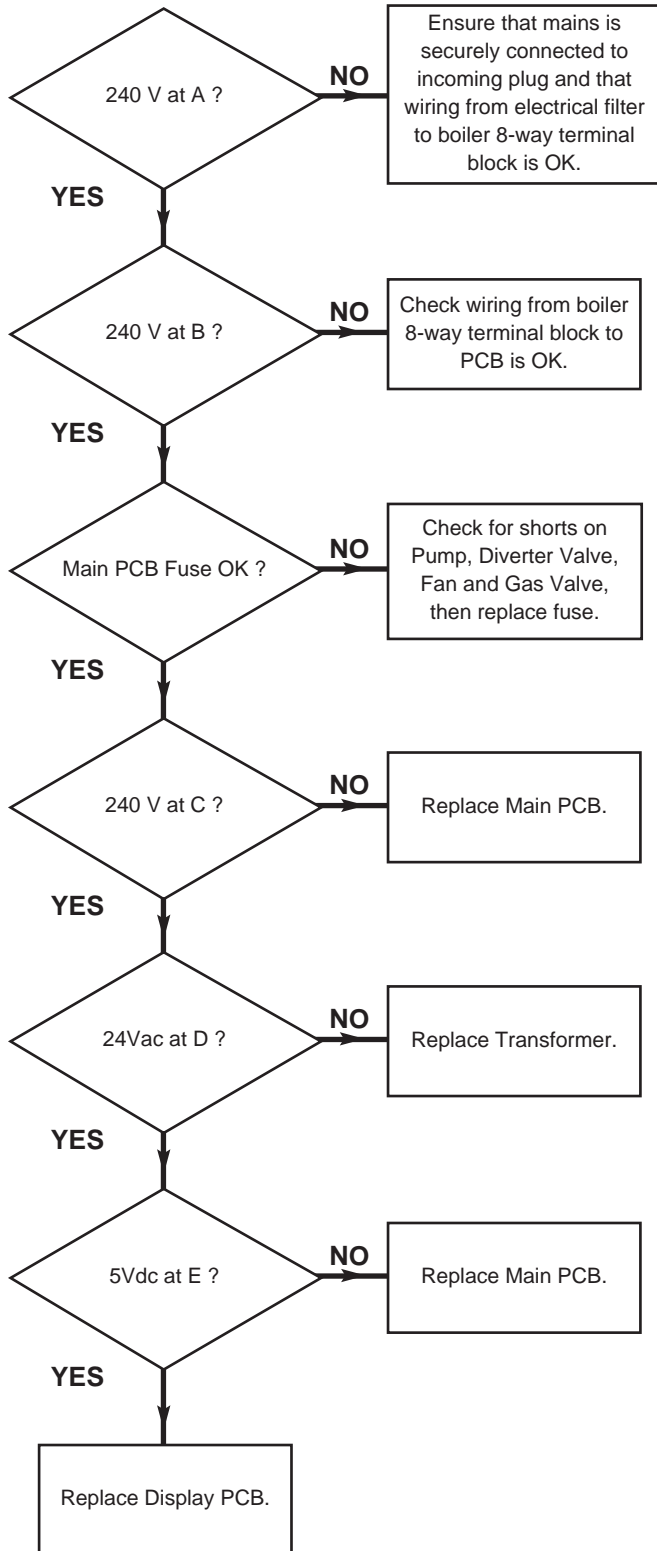 240 V at A ?
NO
Ensure that mains is
securely connected to
incoming plug and that
wiring from electrical filter
to boiler 8-way terminal
block is OK.
YES
240 V at B ?
NO
Check wiring from boiler
8-way terminal block to
PCB is OK.
YES
Main PCB Fuse OK ?
NO
Check for shorts on
Pump, Diverter Valve,
Fan and Gas Valve,
then replace fuse.
YES
240 V at C ?
NO
Replace Main PCB.
YES
24Vac at D ?
NO
Replace Transformer.
YES
5Vdc at E ?
NO
Replace Main PCB.
YES
Replace Display PCB.